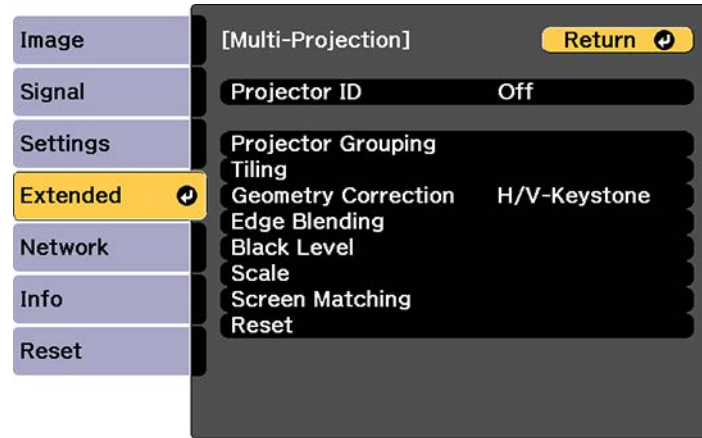 Image
Signal
Settings
Extended
Network
Info
Reset
[Multi-Projection]
Return
Projector ID Off
Projector Grouping
Tiling
Geometry Correction H/V-Keystone
Edge Blending
Black Level
Scale
Screen Matching
Reset